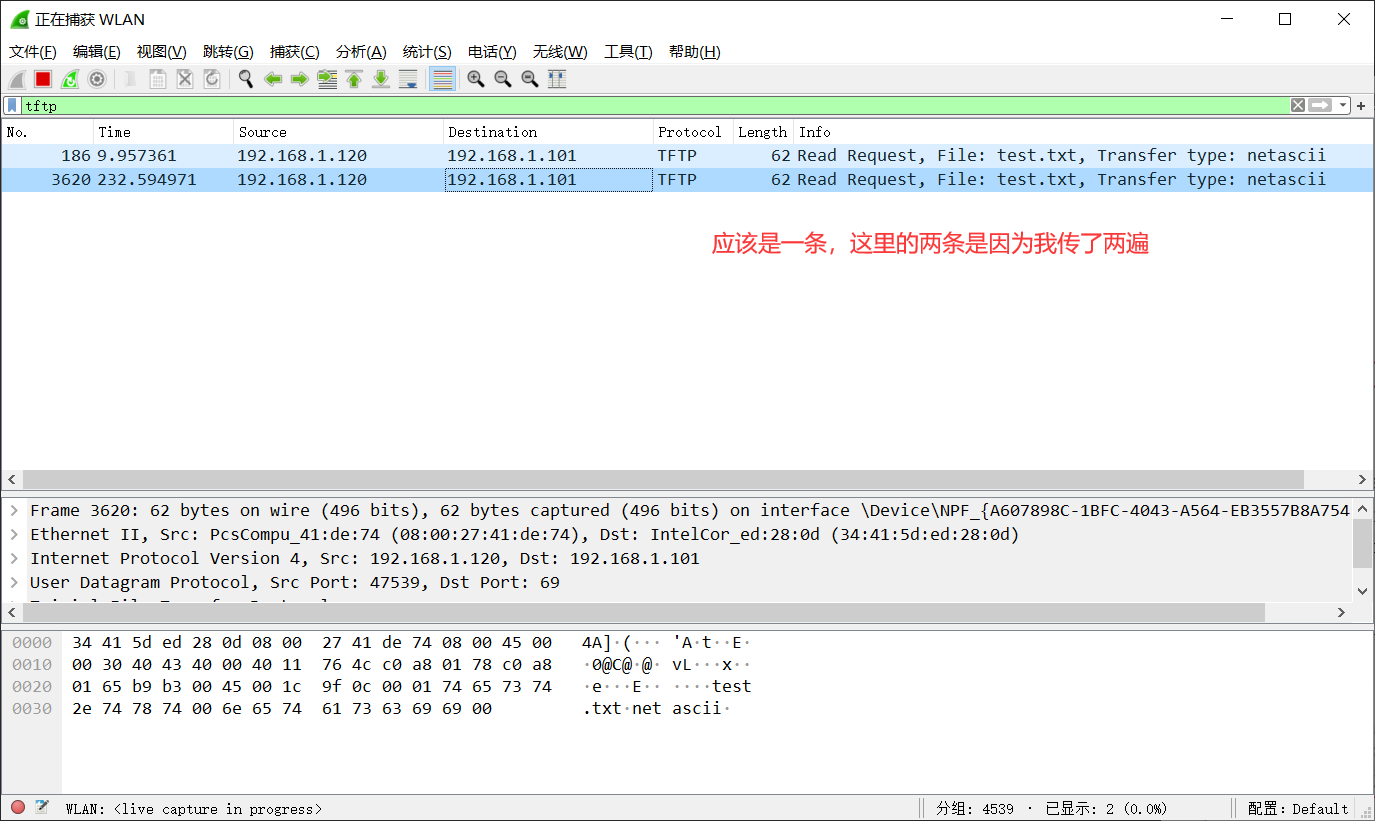 正在捕获 WLAN
文件(F) 编辑(E) 视图(V) 跳转(G) 捕获(C) 分析(A) 统计(S) 电话(Y) 无线(W) 工具(T) 帮助(H)
tftp
No. Time Source Destination Protocol Length Info
186 9.957361 192.168.1.120 192.168.1.101 TFTP 62 Read Request, File: test.txt, Transfer type: netascii
3620 232.594971 192.168.1.120 192.168.1.101 TFTP 62 Read Request, File: test.txt, Transfer type: netascii
应该是一条，这里的两条是因为我传了两遍
Frame 3620: 62 bytes on wire (496 bits), 62 bytes captured (496 bits) on interface \Device\NPF_{A607898C-1BFC-4043-A564-EB3557B8A754
Ethernet II, Src: PcsCompu_41:de:74 (08:00:27:41:de:74), Dst: IntelCor_ed:28:0d (34:41:5d:ed:28:0d)
Internet Protocol Version 4, Src: 192.168.1.120, Dst: 192.168.1.101
User Datagram Protocol, Src Port: 47539, Dst Port: 69
0000 34 41 5d ed 28 0d 08 00 27 41 de 74 08 00 45 00 4A]·(··· 'A·t··E·
0010 00 30 40 43 40 00 40 11 76 4c c0 a8 01 78 c0 a8 ·0@C@·@· vL···x··
0020 01 65 b9 b3 00 45 00 1c 9f 0c 00 01 74 65 73 74 ·e···E·· ····test
0030 2e 74 78 74 00 6e 65 74 61 73 63 69 69 00 .txt·net ascii·
WLAN: <live capture in progress> 分组: 4539 · 已显示: 2 (0.0%) 配置: Default